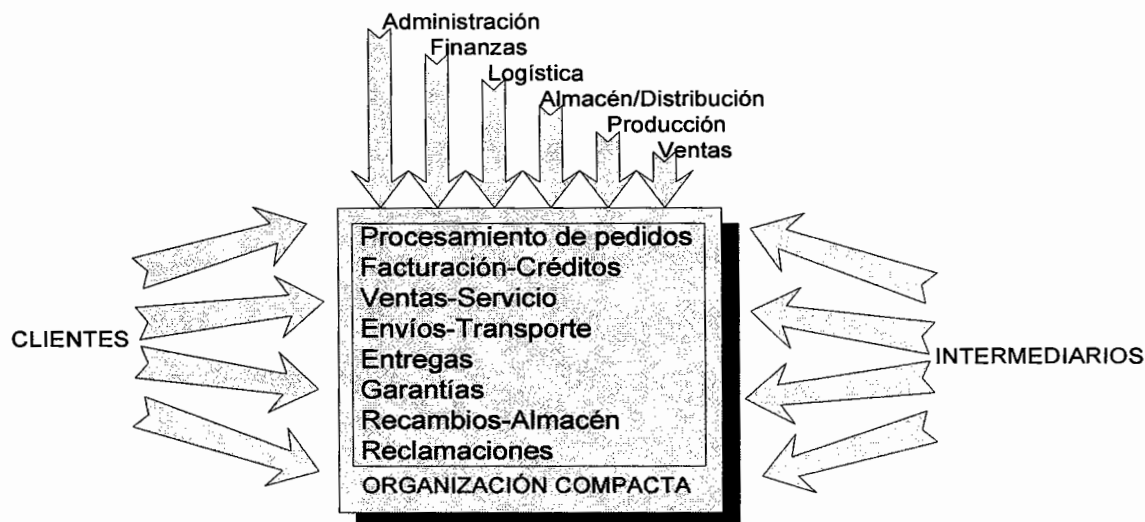 Administración
Finanzas
Logística
Almacén/Distribución
Producción
Ventas
Procesamiento de pedidos
Facturación-Créditos
Ventas-Servicio
Envíos-Transporte
CLIENTES
Entregas
INTERMEDIARIOS
Garantías
Recambios-Almacén
Reclamaciones
ORGANIZACIÓN COMPACTA